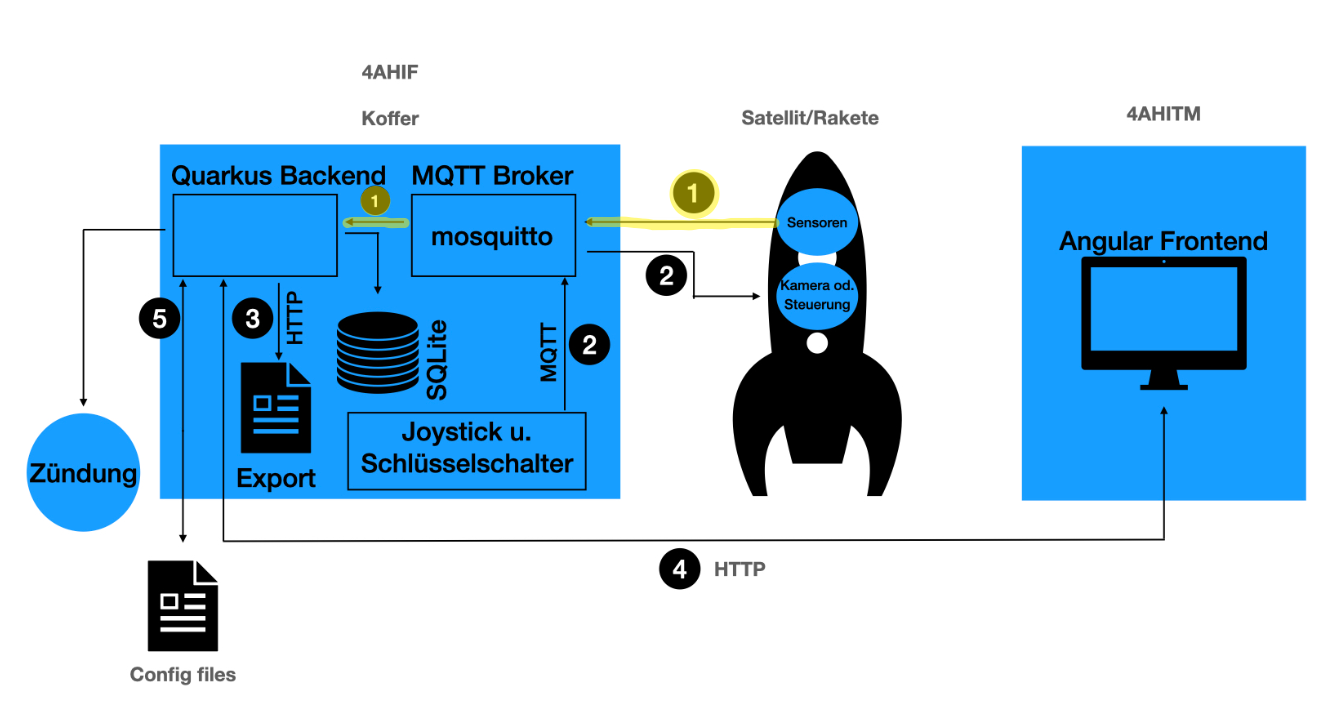 4AHIF
Koffer
Satellit/Rakete
4AHITM
Quarkus Backend
MQTT Broker
1
1
mosquitto
Sensoren
Kamera od.
Steuerung
2
Angular Frontend
5
3
HTTP
SQLite
MQTT
2
Joystick u.
Schlüsselschalter
Export
Zündung
4
HTTP
Config files